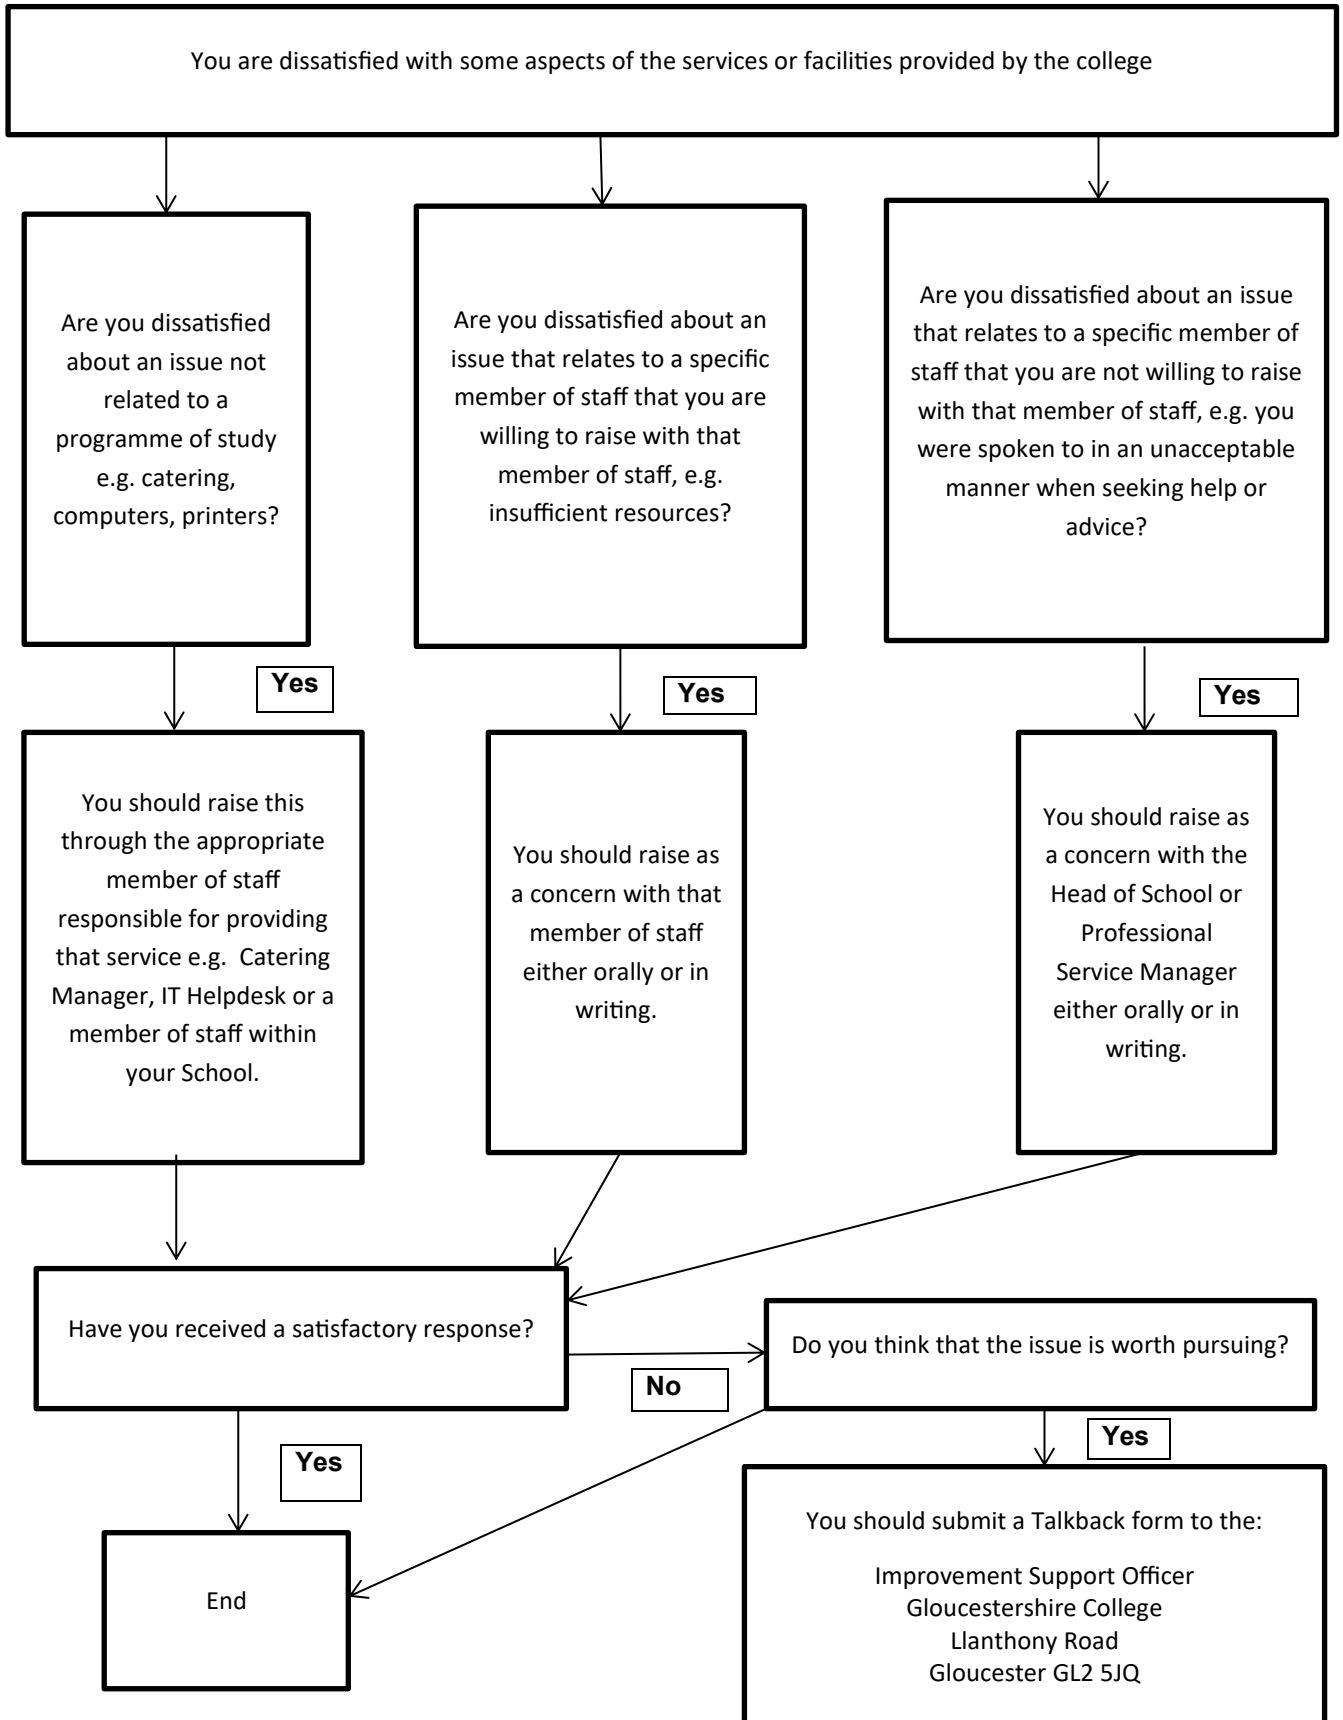 You are dissatisfied with some aspects of the services or facilities provided by the college
Are you dissatisfied
about an issue not
related to a
programme of study
e.g. catering,
computers, printers?
Are you dissatisfied about an
issue that relates to a specific
member of staff that you are
willing to raise with that
member of staff, e.g.
insufficient resources?
Are you dissatisfied about an issue
that relates to a specific member of
staff that you are not willing to raise
with that member of staff, e.g. you
were spoken to in an unacceptable
manner when seeking help or
advice?
Yes
Yes
Yes
You should raise this
through the appropriate
member of staff
responsible for providing
that service e.g. Catering
Manager, IT Helpdesk or a
member of staff within
your School.
You should raise as
a concern with that
member of staff
either orally or in
writing.
You should raise as
a concern with the
Head of School or
Professional
Service Manager
either orally or in
writing.
Have you received a satisfactory response?
No
Do you think that the issue is worth pursuing?
Yes
Yes
End
You should submit a Talkback form to the:
Improvement Support Officer
Gloucestershire College
Llanthony Road
Gloucester GL2 5JQ